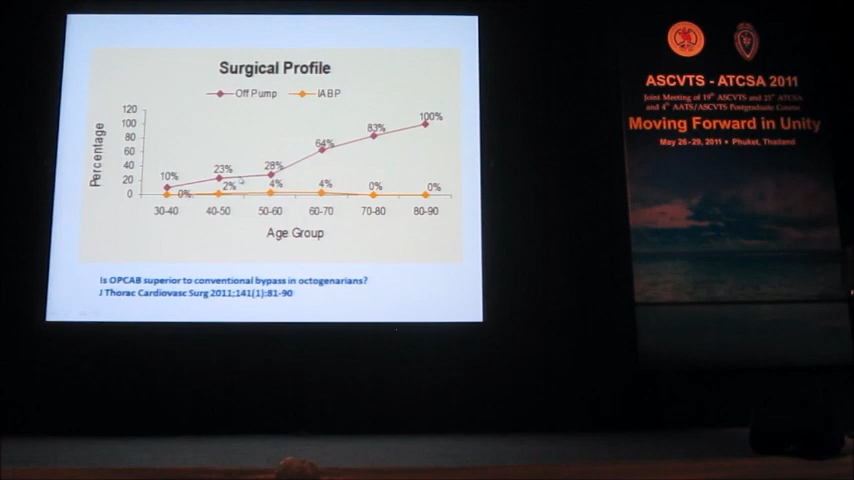 Surgical Profile
Off Pump IABP
Percentage
120
100
80
60
40
20
0
10%
23%
28%
64%
83%
100%
0%
2%
4%
4%
0%
0%
30-40 40-50 50-60 60-70 70-80 80-90
Age Group
Is OPCAB superior to conventional bypass in octogenarians?
J Thorac Cardiovasc Surg 2011;141(1):81-90
ASCVTS - ATCSA 2011
Joint Meeting of 19th ASCVTS and 21st ATCSA
and 4th AATS/ASCVTS Postgraduate Course
Moving Forward in Unity
May 26-29, 2011 • Phuket, Thailand